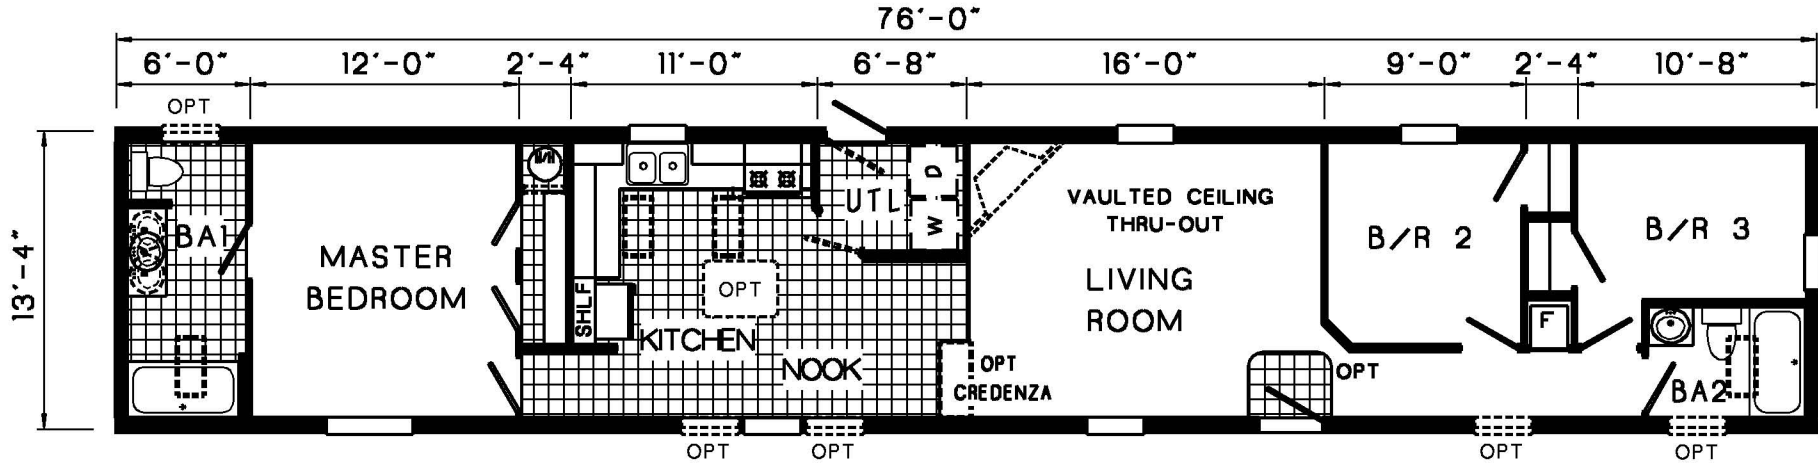 76'-0"
6'-0"
12'-0"
2'-4"
11'-0"
6'-8"
16'-0"
9'-0"
2'-4"
10'-8"
13'-4"
OPT
BA1
MASTER
BEDROOM
W/H
SHLF
KITCHEN
OPT
NOOK
UTL
D
W
VAULTED CEILING
THRU-OUT
LIVING
ROOM
OPT
CREDENZA
OPT
B/R 2
F
B/R 3
BA2
OPT
OPT
OPT
OPT